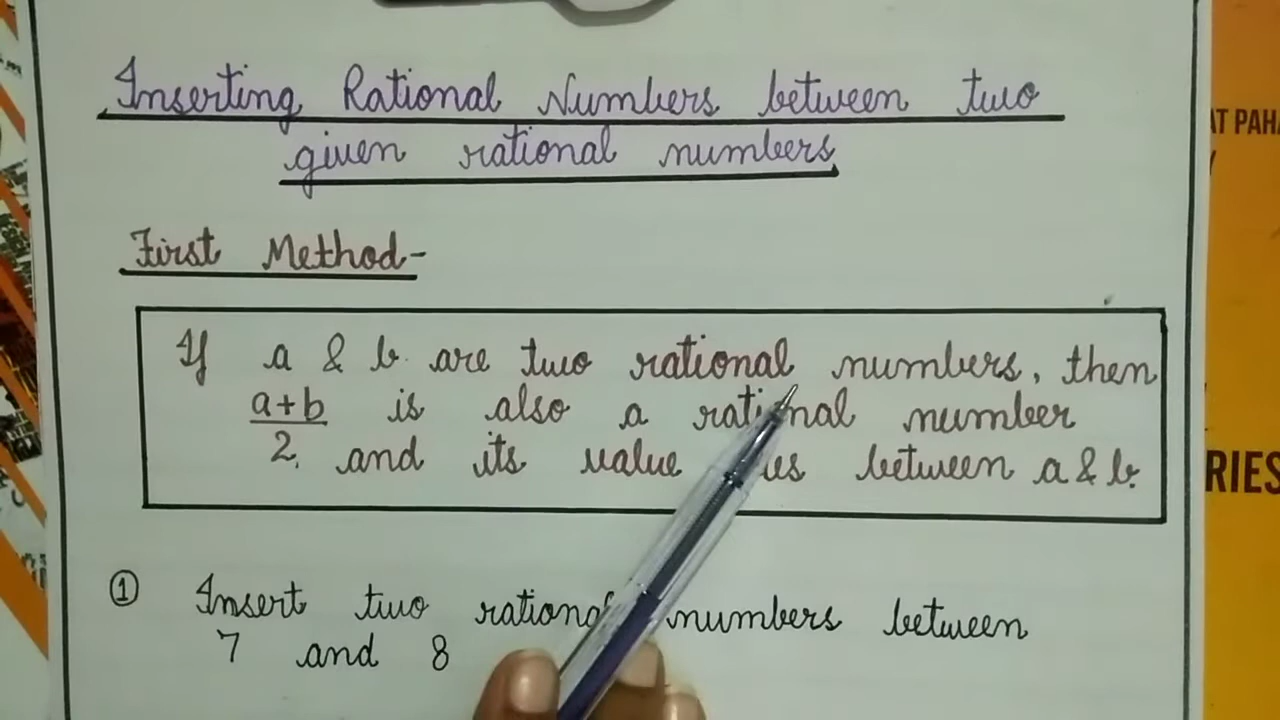 Inserting Rational Numbers between two
given rational numbers
First Method-
If a & b are two rational numbers, then
a+b/2 is also a rational number
and its value between a & b.
① Insert two numbers between
7 and 8
AT PAHA
RIES